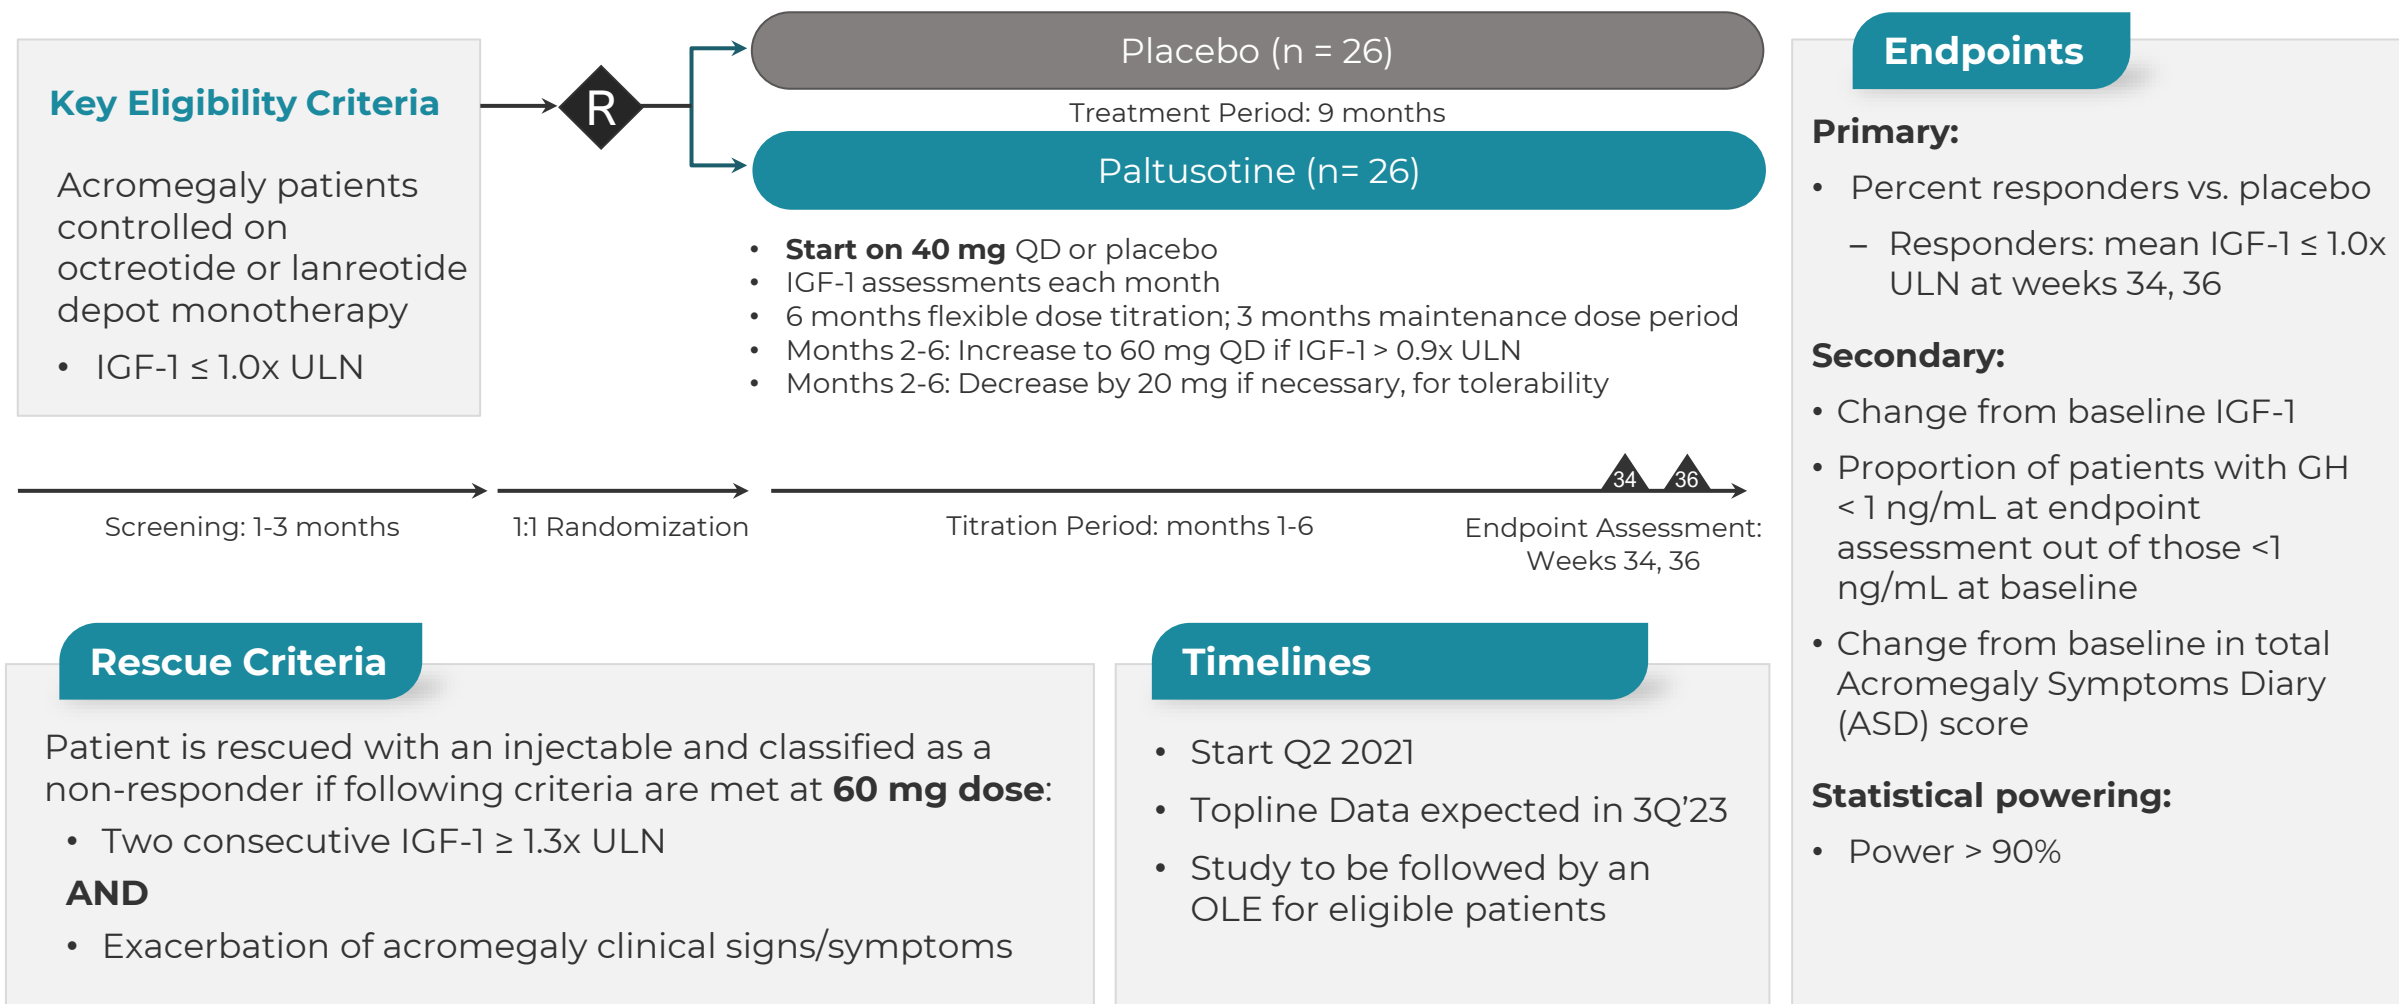 Key Eligibility Criteria
Acromegaly patients
controlled on
octreotide or lanreotide
depot monotherapy
• IGF-1 ≤ 1.0x ULN
R
Placebo (n = 26)
Treatment Period: 9 months
Paltusotine (n= 26)
• Start on 40 mg QD or placebo
• IGF-1 assessments each month
• 6 months flexible dose titration; 3 months maintenance dose period
• Months 2-6: Increase to 60 mg QD if IGF-1 > 0.9x ULN
• Months 2-6: Decrease by 20 mg if necessary, for tolerability
34
36
Screening: 1-3 months
1:1 Randomization
Titration Period: months 1-6
Endpoint Assessment:
Weeks 34, 36
Rescue Criteria
Patient is rescued with an injectable and classified as a
non-responder if following criteria are met at 60 mg dose:
• Two consecutive IGF-1 ≥ 1.3x ULN
AND
• Exacerbation of acromegaly clinical signs/symptoms
Timelines
• Start Q2 2021
• Topline Data expected in 3Q’23
• Study to be followed by an
OLE for eligible patients
Endpoints
Primary:
• Percent responders vs. placebo
– Responders: mean IGF-1 ≤ 1.0x
ULN at weeks 34, 36
Secondary:
• Change from baseline IGF-1
• Proportion of patients with GH
< 1 ng/mL at endpoint
assessment out of those <1
ng/mL at baseline
• Change from baseline in total
Acromegaly Symptoms Diary
(ASD) score
Statistical powering:
• Power > 90%